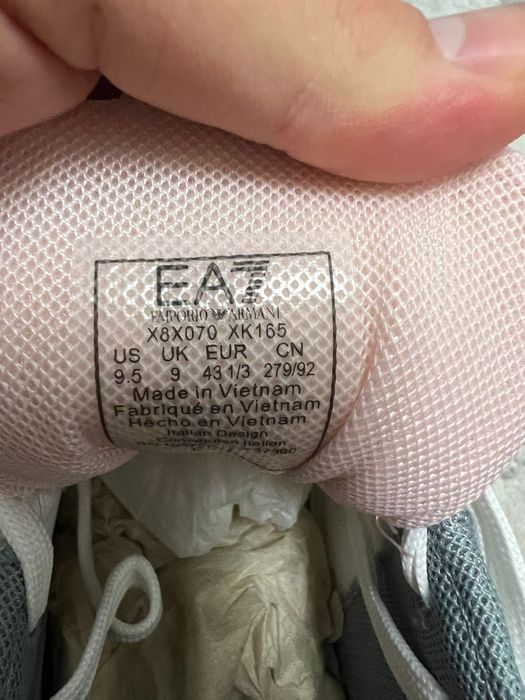 EA7
EMPORIO ARMANI
X8X070 XK165
US UK EUR CN
9.5 9 43 1/3 279/92
Made in Vietnam
Fabriqué en Vietnam
Hecho en Vietnam
Italian Design
Conception Italien